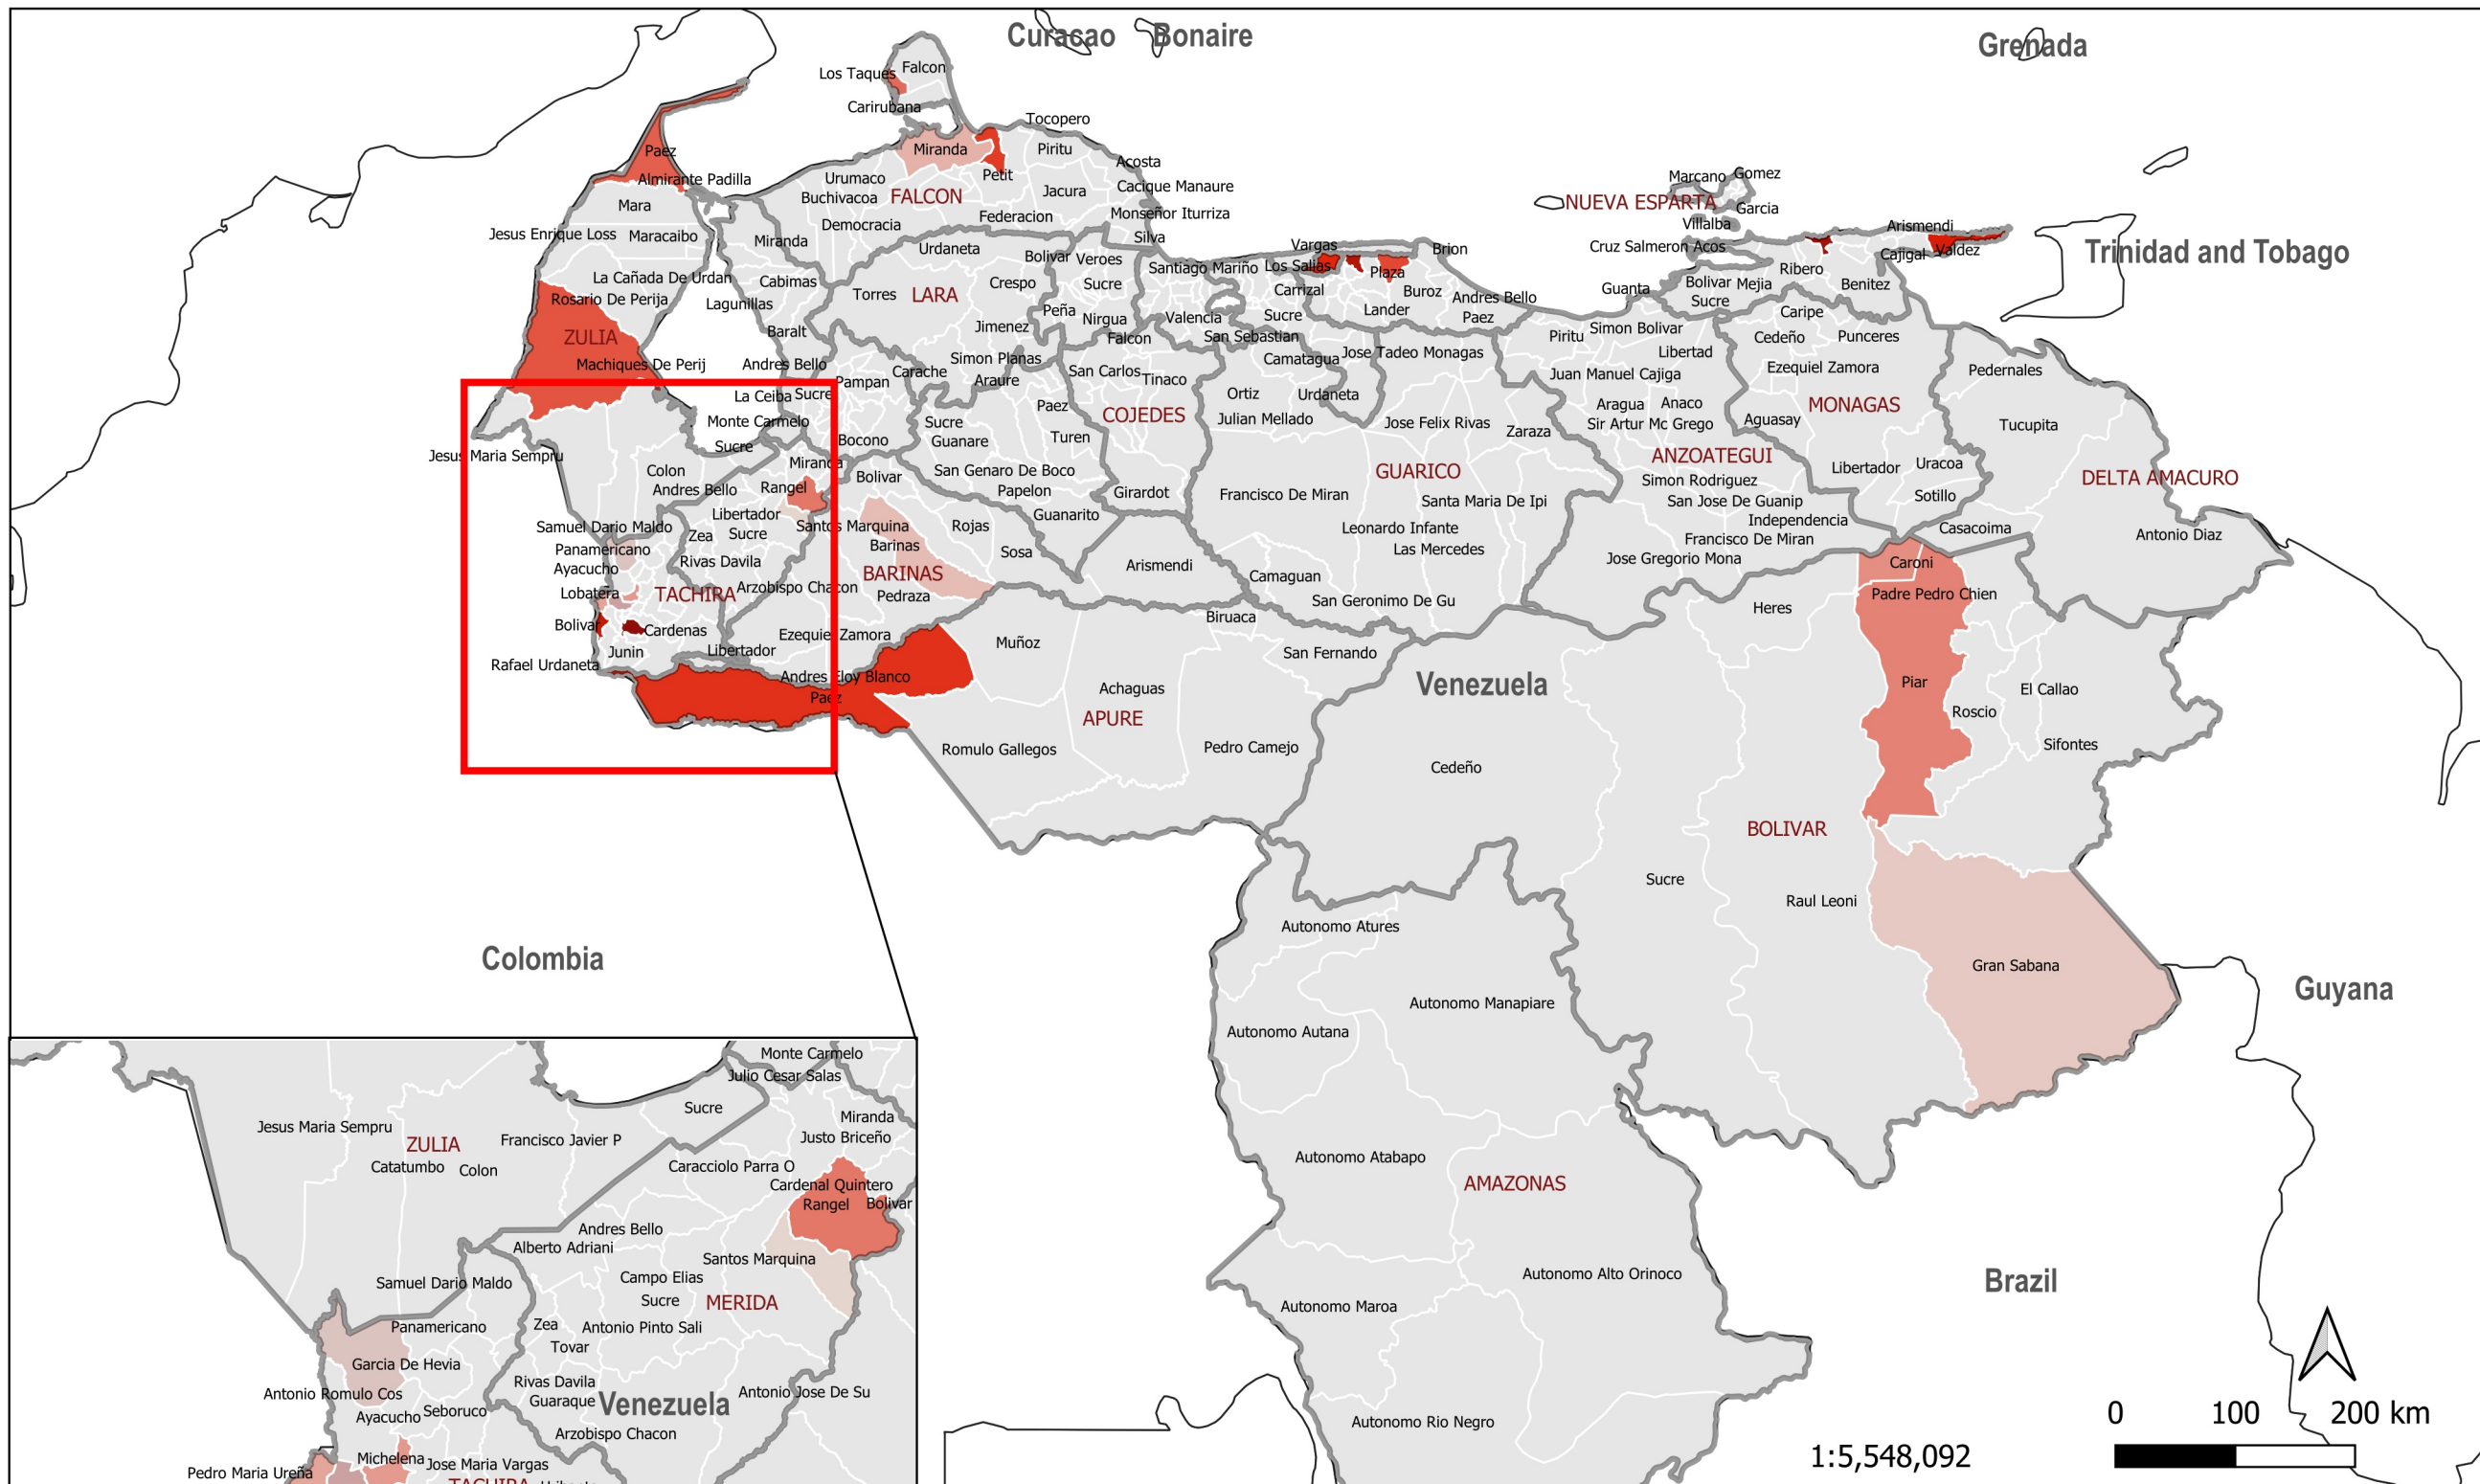 Curacao
Bonaire
Grenada
Falcon
Los Taques
Carirubana
Tocopero
Paez
Miranda
Piritu
Acosta
Petit
Almirante Padilla
Urumaco
Jacura
Cacique Manaure
Buchivacoa
FALCON
Marcano
Gomez
NUEVA ESPARTA
Garcia
Mara
Federacion
Monseñor Iturriza
Democracia
Villalba
Arismendi
Jesus Enrique Loss
Maracaibo
Miranda
Silva
Urdaneta
Vargas
Brion
Cruz Salmeron Acos
Cajigal
Valdez
Trinidad and Tobago
Bolivar
Veroes
Santiago Mariño
Los Salias
Plaza
Ribero
La Cañada De Urdan
Cabimas
Crespo
Sucre
Carrizal
Buroz
Guanta
Bolivar
Mejia
Benitez
Rosario De Perija
Lagunillas
Torres
LARA
Andres Bello
Sucre
Peña
Nirgua
Valencia
Sucre
Lander
Paez
Caripe
ZULIA
Baralt
Jimenez
Falcon
San Sebastian
Piritu
Simon Bolivar
Cedeño
Punceres
Machiques De Perij
Andres Bello
Simon Planas
Camatagua
Jose Tadeo Monagas
Libertad
Carache
Araure
San Carlos
Tinaco
Juan Manuel Cajiga
Ezequiel Zamora
Pedernales
Pampan
La Ceiba
Sucre
Ortiz
Urdaneta
Monte Carmelo
Sucre
Paez
COJEDES
Julian Mellado
Jose Felix Rivas
Aragua
Anaco
MONAGAS
Sir Artur Mc Grego
Aguasay
Tucupita
Sucre
Bocono
Guanare
Turen
Zaraza
Jesus Maria Sempru
Miranda
ANZOATEGUI
Colon
Bolivar
San Genaro De Boco
GUARICO
Libertador
Uracoa
DELTA AMACURO
Andres Bello
Rangel
Papelon
Girardot
Francisco De Miran
Santa Maria De Ipi
Simon Rodriguez
Sotillo
San Jose De Guanip
Libertador
Guanarito
Samuel Dario Maldo
Santos Marquina
Rojas
Leonardo Infante
Independencia
Casacoima
Zea
Sucre
Francisco De Miran
Antonio Diaz
Panamericano
Barinas
Sosa
Las Mercedes
Ayacucho
Rivas Davila
Arismendi
Jose Gregorio Mona
Caroni
BARINAS
Camaguan
Lobatera
TACHIRA
Arzobispo Chacon
Pedraza
San Geronimo De Gu
Padre Pedro Chien
Heres
Bolivar
Cardenas
Ezequiel Zamora
Biruaca
Junin
Libertador
Muñoz
San Fernando
Rafael Urdaneta
Andres Eloy Blanco
Venezuela
Piar
El Callao
Paez
Achaguas
APURE
Roscio
Romulo Gallegos
Pedro Camejo
Sifontes
Cedeño
BOLIVAR
Sucre
Raul Leoni
Autonomo Atures
Colombia
Gran Sabana
Guyana
Autonomo Manapiare
Autonomo Autana
Monte Carmelo
Julio Cesar Salas
Sucre
Miranda
Jesus Maria Sempru
ZULIA
Francisco Javier P
Justo Briceño
Catatumbo
Colon
Caracciolo Parra O
Autonomo Atabapo
Cardenal Quintero
AMAZONAS
Rangel
Bolivar
Andres Bello
Alberto Adriani
Santos Marquina
Samuel Dario Maldo
Campo Elias
Autonomo Alto Orinoco
Brazil
Sucre
MERIDA
Autonomo Maroa
Panamericano
Zea
Antonio Pinto Sali
Tovar
Garcia De Hevia
Rivas Davila
Antonio Romulo Cos
Guaraque
Venezuela
Antonio Jose De Su
Ayacucho
Seboruco
Autonomo Rio Negro
0 100 200 km
Arzobispo Chacon
Michelena
Jose Maria Vargas
1:5,548,092
Pedro Maria Ureña